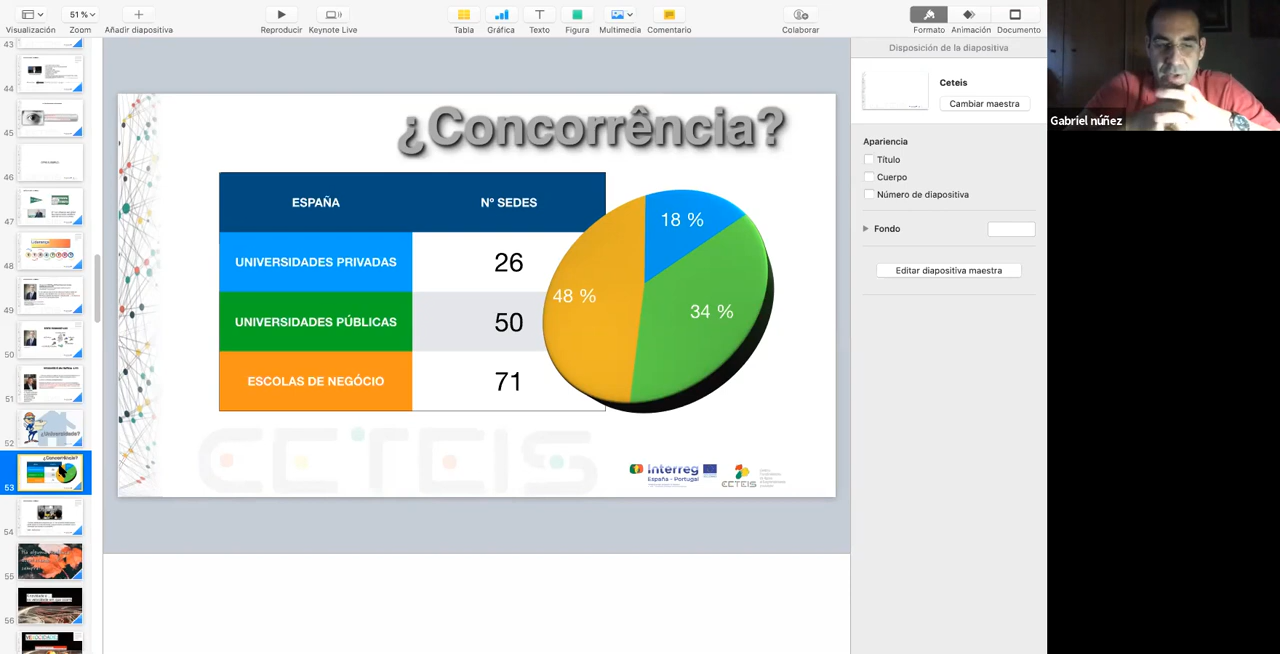 51 %
Visualización
Zoom
Añadir diapositiva
Reproducir
Keynote Live
Tabla
Gráfica
Texto
Figura
Multimedia
Comentario
Colaborar
Formato
Animación
Documento
Disposición de la diapositiva
Ceteis
Cambiar maestra
Apariencia
Título
Cuerpo
Número de diapositiva
Fondo
Editar diapositiva maestra
Gabriel núñez
43
44
45
46
47
48
49
50
51
52
53
54
55
56
¿Concorrência?
ESPAÑA
Nº SEDES
UNIVERSIDADES PRIVADAS
26
UNIVERSIDADES PÚBLICAS
50
ESCOLAS DE NEGÓCIO
71
18 %
48 %
34 %
CETEIS
Interreg
España - Portugal
CETEIS